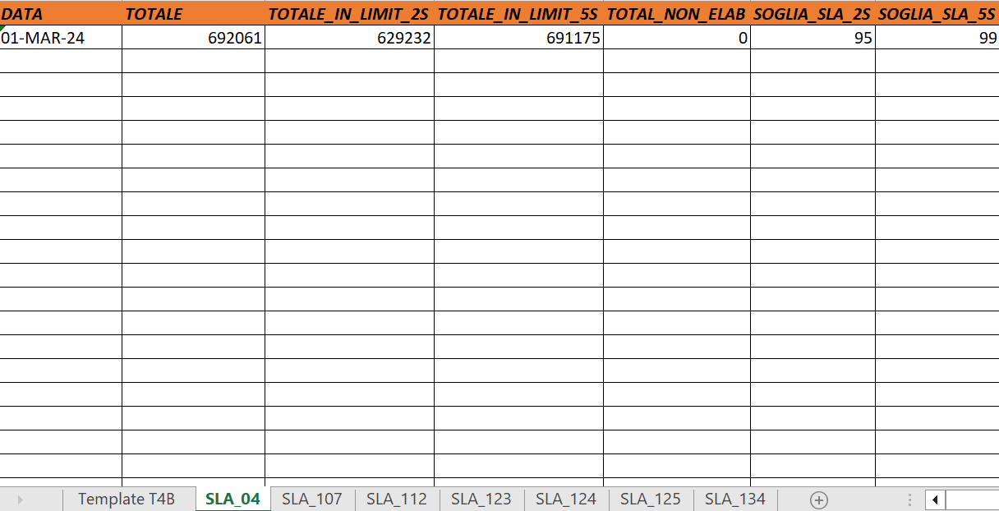 DATA TOTALE TOTALE_IN_LIMIT_2S TOTALE_IN_LIMIT_5S TOTAL_NON_ELAB SOGLIA_SLA_2S SOGLIA_SLA_5S
01-MAR-24 692061 629232 691175 0 95 99
Template T4B SLA_04 SLA_107 SLA_112 SLA_123 SLA_124 SLA_125 SLA_134